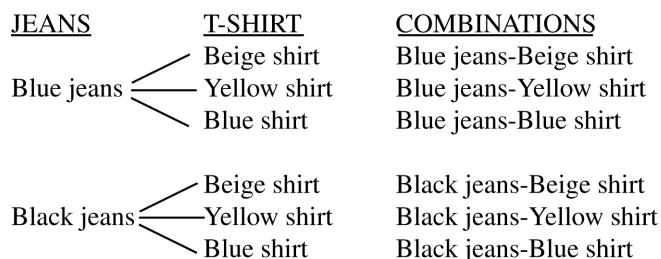 JEANS T-SHIRT COMBINATIONS
Beige shirt Blue jeans-Beige shirt
Blue jeans Yellow shirt Blue jeans-Yellow shirt
Blue shirt Blue jeans-Blue shirt
Beige shirt Black jeans-Beige shirt
Black jeans Yellow shirt Black jeans-Yellow shirt
Blue shirt Black jeans-Blue shirt